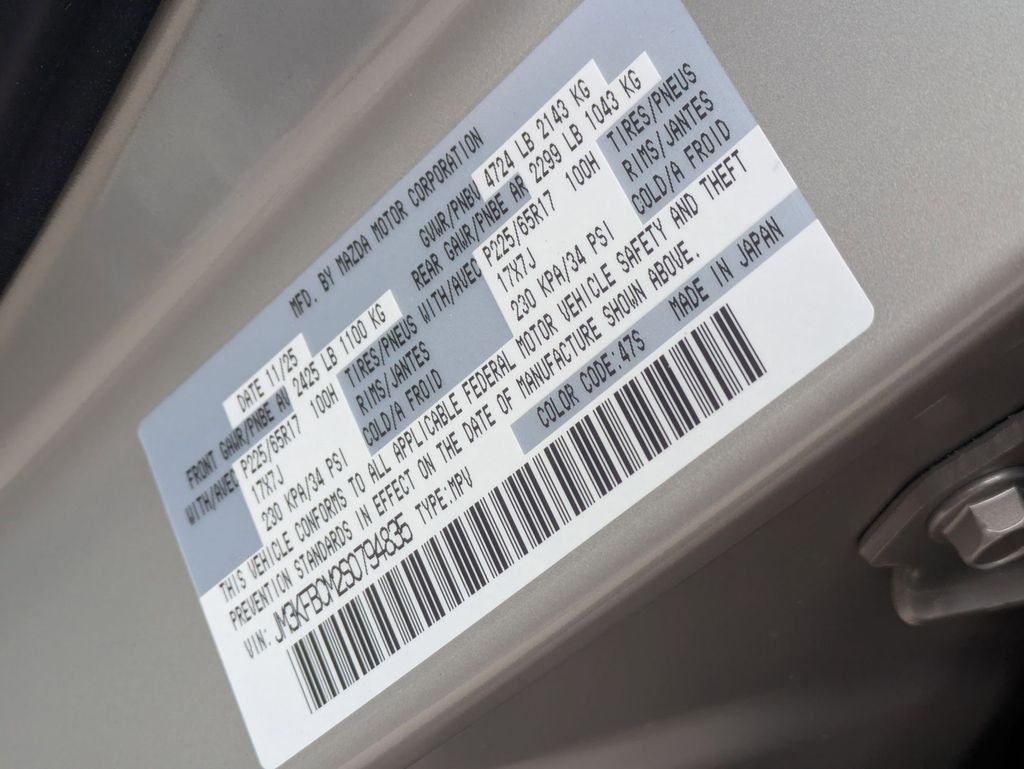 MFD. BY MAZDA MOTOR CORPORATION
DATE 11/25 GVWR/PNBV 4724 LB 2143 KG
FRONT GAWR/PNBE AV 2425 LB 1100 KG REAR GAWR/PNBE AR 2299 LB 1043 KG
WITH/AVEC P225/65R17 100H TIRES/PNEUS WITH/AVEC P225/65R17 100H TIRES/PNEUS
17X7J RIMS/JANTES 17X7J RIMS/JANTES
230 KPA/34 PSI COLD/A FROID 230 KPA/34 PSI COLD/A FROID
THIS VEHICLE CONFORMS TO ALL APPLICABLE FEDERAL MOTOR VEHICLE SAFETY AND THEFT
PREVENTION STANDARDS IN EFFECT ON THE DATE OF MANUFACTURE SHOWN ABOVE.
VIN: TYPE:MPV COLOR CODE:47S MADE IN JAPAN